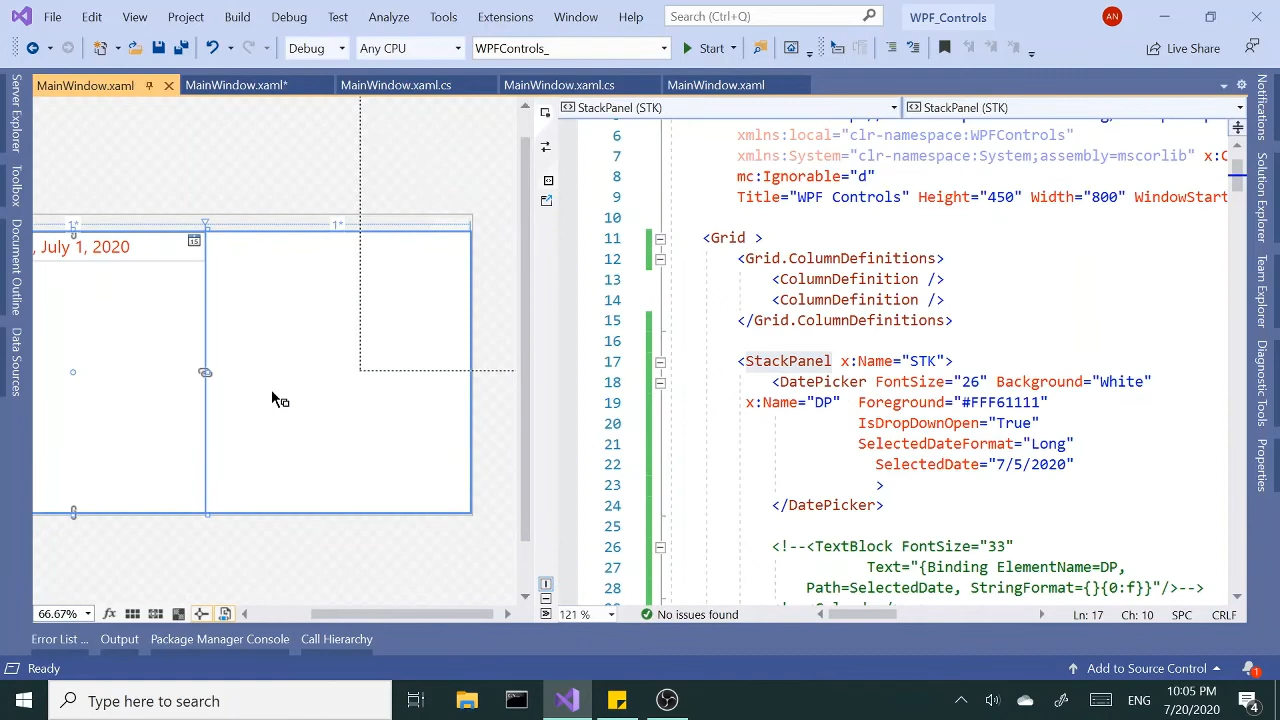 File Edit View Project Build Debug Test Analyze Tools Extensions Window Help Search (Ctrl+Q) WPF_Controls AN
Debug Any CPU WPFControls_ Start Live Share
MainWindow.xaml MainWindow.xaml* MainWindow.xaml.cs MainWindow.xaml.cs MainWindow.xaml
StackPanel (STK) StackPanel (STK)
Server Explorer
Toolbox
Document Outline
Data Sources
1* 1*
, July 1, 2020 15
6 xmlns:local="clr-namespace:WPFControls"
7 xmlns:System="clr-namespace:System;assembly=mscorlib" x:C
8 mc:Ignorable="d"
9 Title="WPF Controls" Height="450" Width="800" WindowStart
10
11 <Grid >
12 <Grid.ColumnDefinitions>
13 <ColumnDefinition />
14 <ColumnDefinition />
15 </Grid.ColumnDefinitions>
16
17 <StackPanel x:Name="STK">
18 <DatePicker FontSize="26" Background="White"
19 x:Name="DP" Foreground="#FFF61111"
20 IsDropDownOpen="True"
21 SelectedDateFormat="Long"
22 SelectedDate="7/5/2020"
23 >
24 </DatePicker>
25
26 <!--<TextBlock FontSize="33"
27 Text="{Binding ElementName=DP,
28 Path=SelectedDate, StringFormat={}{0:f}}"/>-->
Notifications
Solution Explorer
Team Explorer
Diagnostic Tools
Properties
66.67% fx 121 % No issues found Ln: 17 Ch: 10 SPC CRLF
Error List ... Output Package Manager Console Call Hierarchy
Ready Add to Source Control 1
Type here to search ENG 10:05 PM
7/20/2020 4